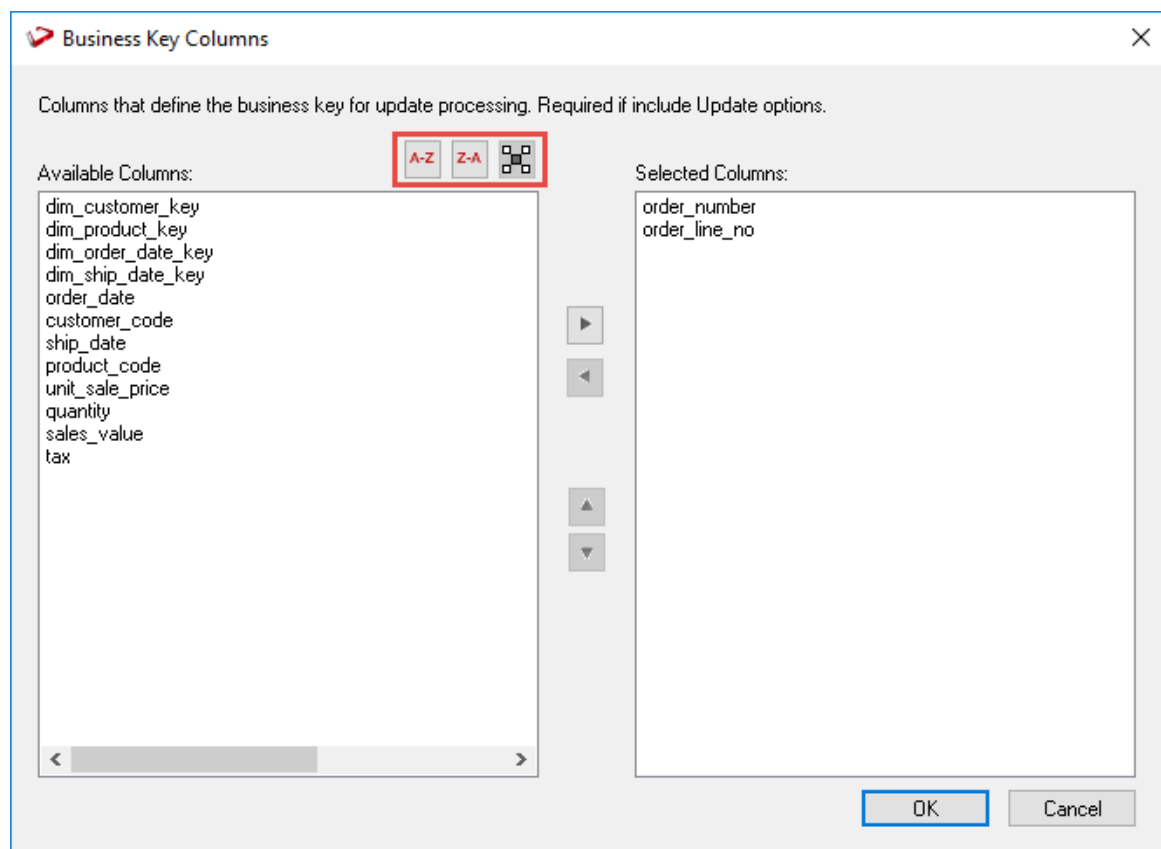 Business Key Columns
Columns that define the business key for update processing. Required if include Update options.
A-Z Z-A
Available Columns:
dim_customer_key
dim_product_key
dim_order_date_key
dim_ship_date_key
order_date
customer_code
ship_date
product_code
unit_sale_price
quantity
sales_value
tax
Selected Columns:
order_number
order_line_no
OK
Cancel